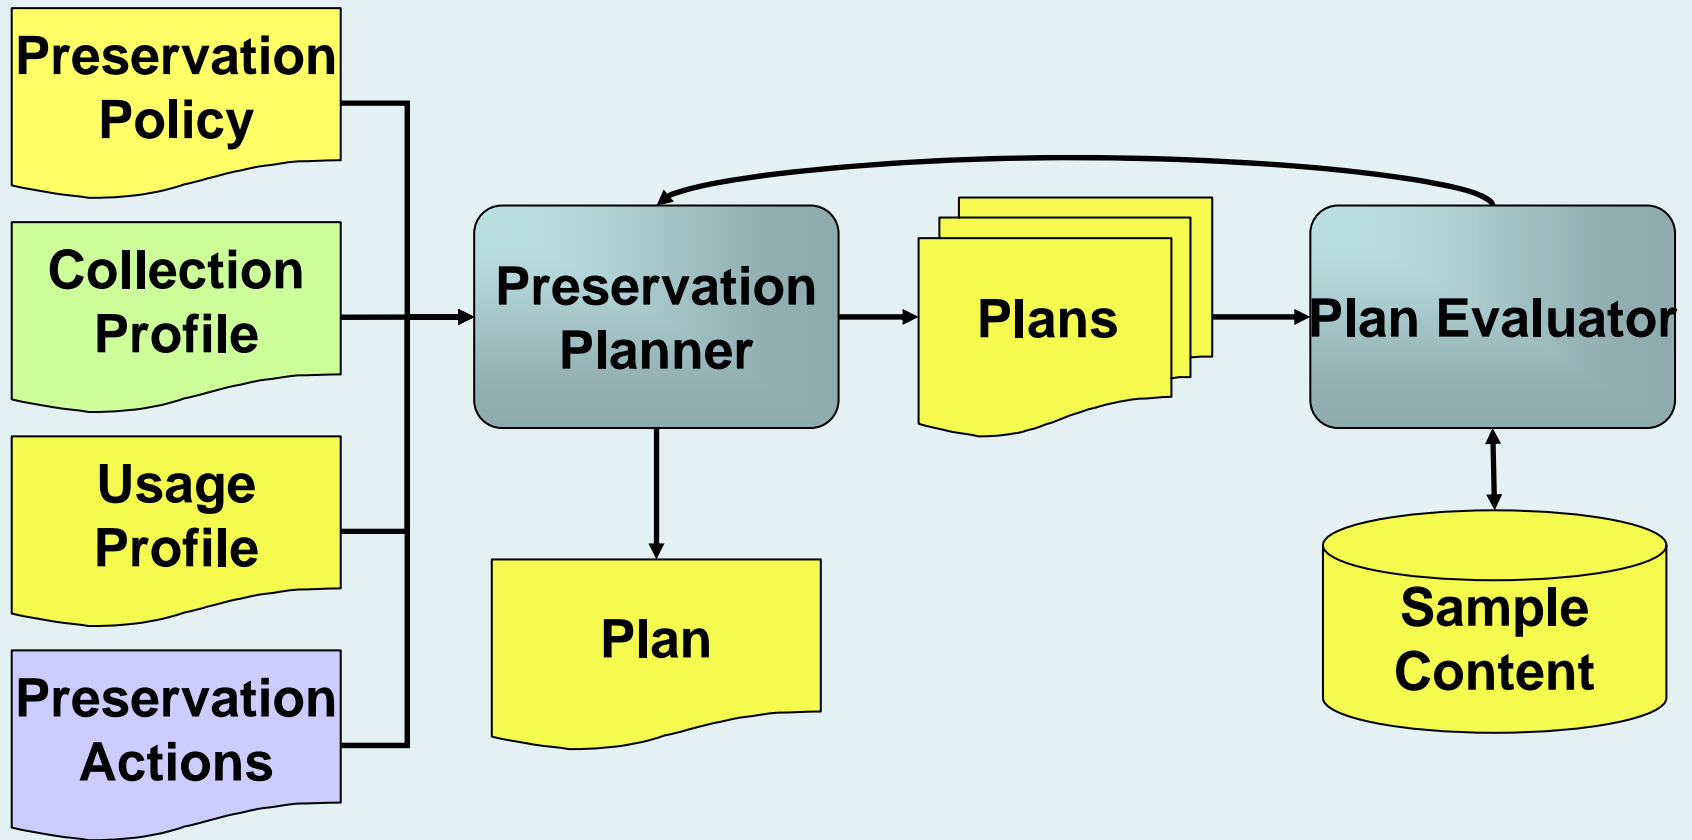 Preservation
Policy
Collection
Profile
Usage
Profile
Preservation
Actions
Preservation
Planner
Plan
Plans
Plan Evaluator
Sample
Content